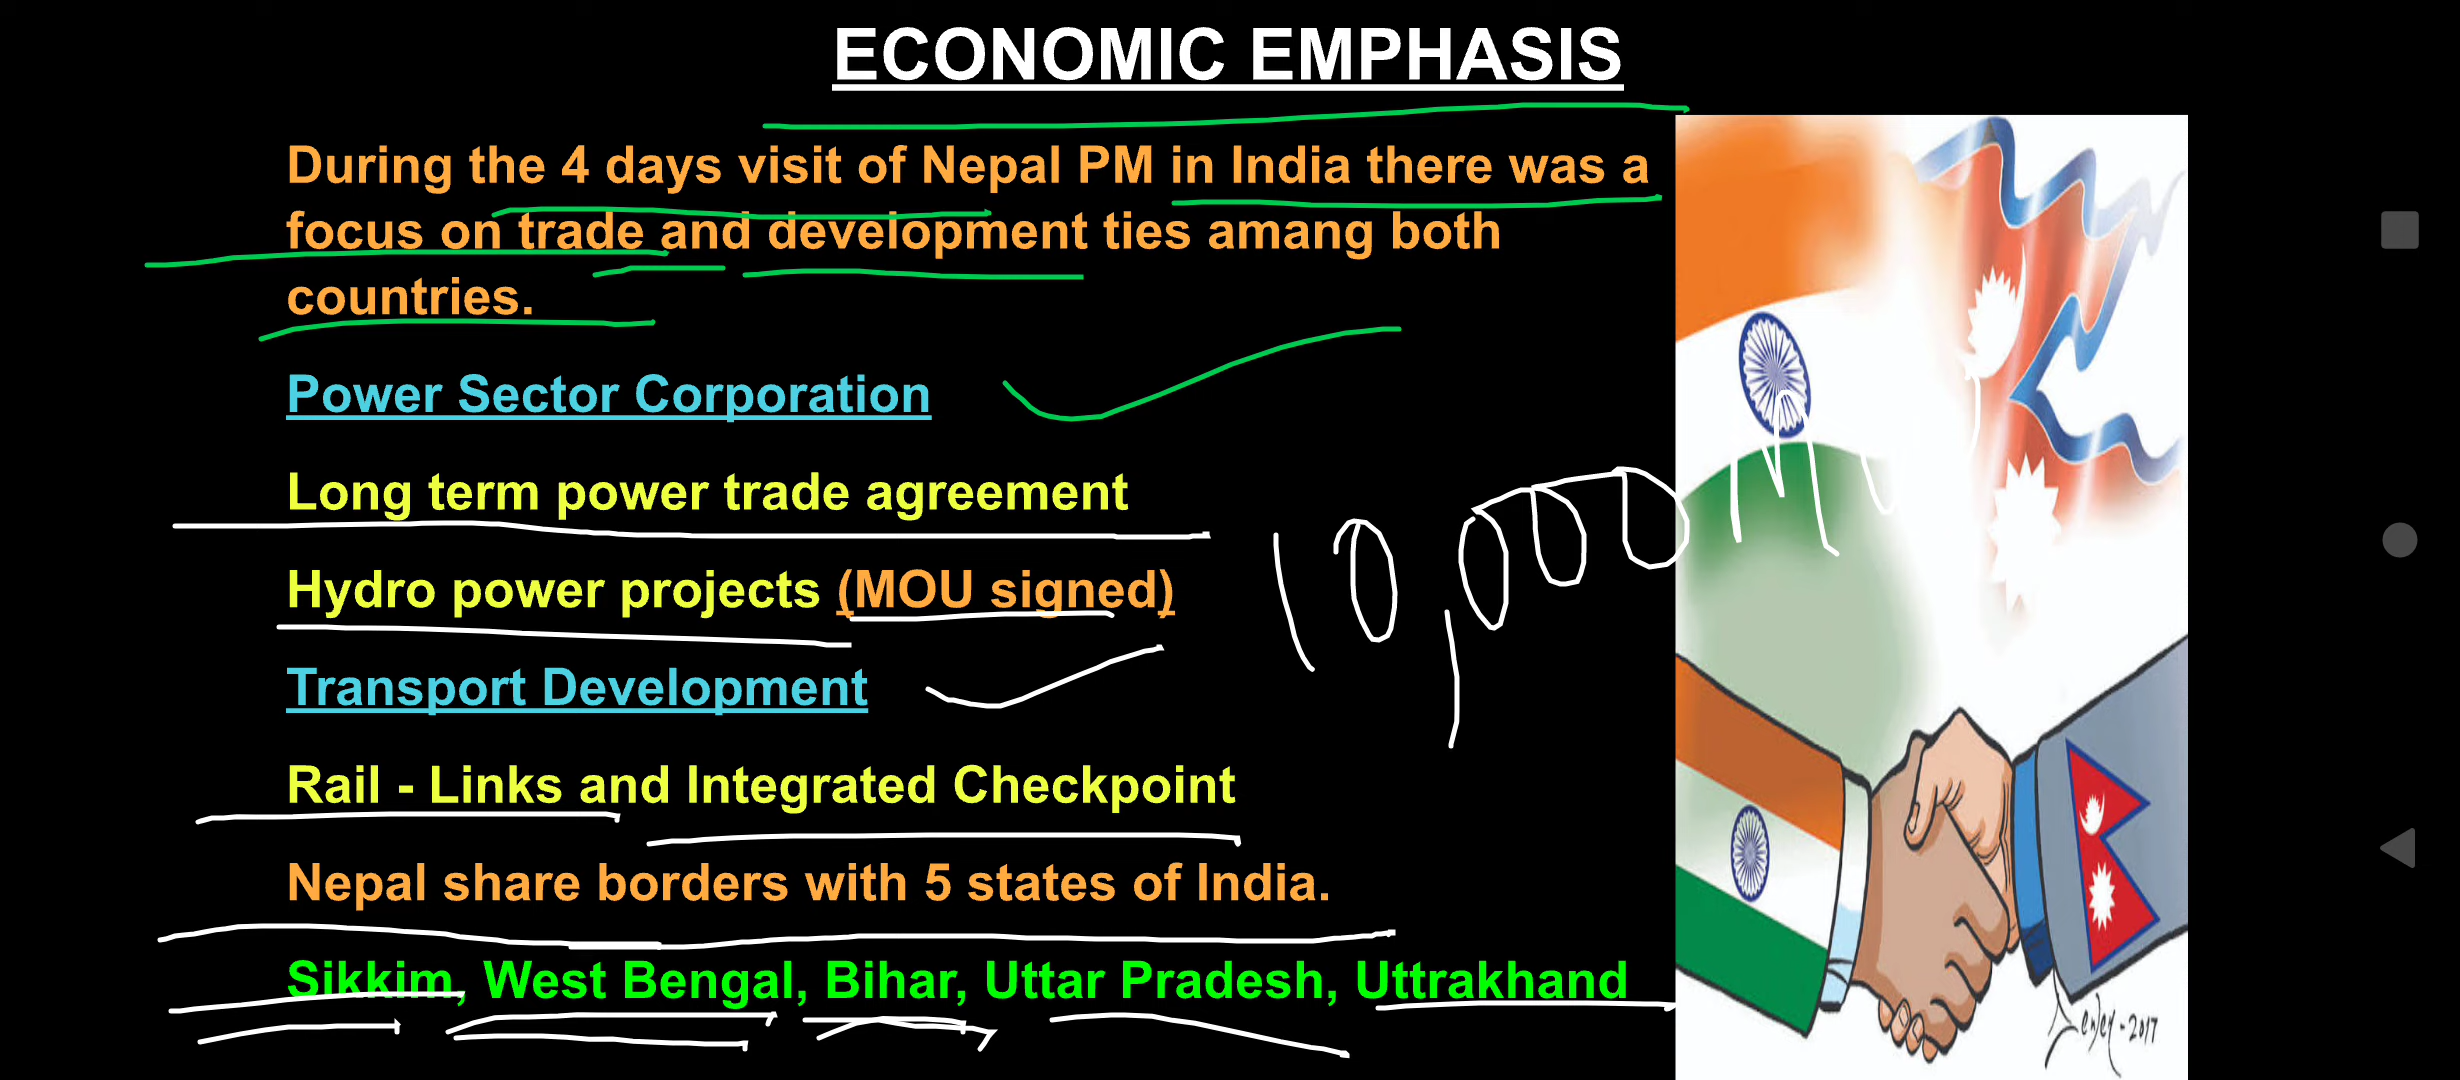 ECONOMIC EMPHASIS
During the 4 days visit of Nepal PM in India there was a
focus on trade and development ties amang both
countries.
Power Sector Corporation
Long term power trade agreement
10,000 M
Hydro power projects (MOU signed)
Transport Development
Rail - Links and Integrated Checkpoint
Nepal share borders with 5 states of India.
Sikkim, West Bengal, Bihar, Uttar Pradesh, Uttrakhand
-2017